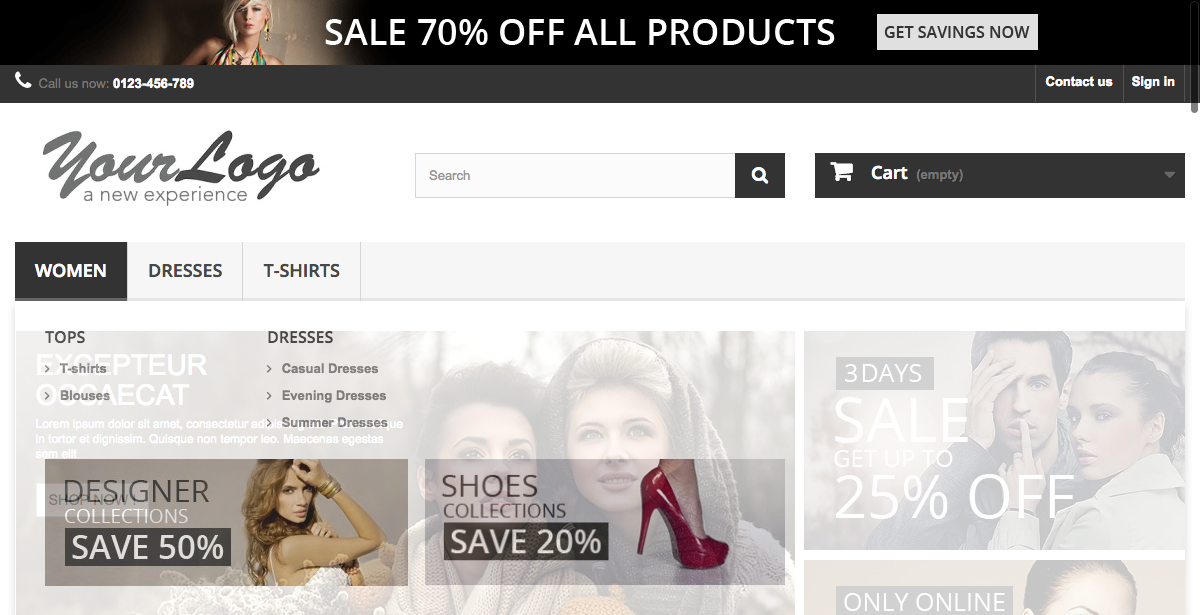 SALE 70% OFF ALL PRODUCTS
GET SAVINGS NOW
Call us now: 0123-456-789
Contact us
Sign in
YourLogo
a new experience
Search
Cart (empty)
WOMEN
DRESSES
T-SHIRTS
TOPS
T-shirts
Blouses
DRESSES
Casual Dresses
Evening Dresses
Summer Dresses
EXCEPTEUR
OCCAECAT
Lorem ipsum dolor sit amet, consectetur adipiscing elit. Aliquam ue
in tortor et dignissim. Quisque non tempor leo. Maecenas egestas
sem elit
SHOP NOW !
DESIGNER
COLLECTIONS
SAVE 50%
SHOES
COLLECTIONS
SAVE 20%
3 DAYS
SALE
GET UP TO
25% OFF
ONLY ONLINE